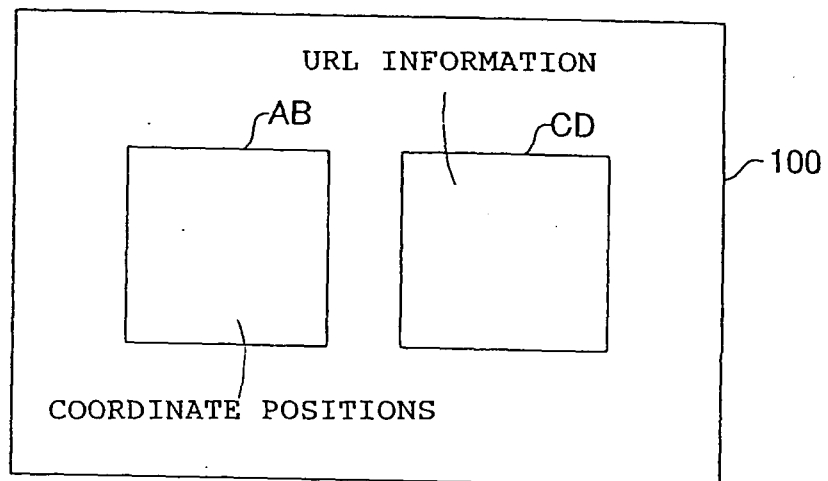 URL INFORMATION
AB
CD
100
COORDINATE POSITIONS